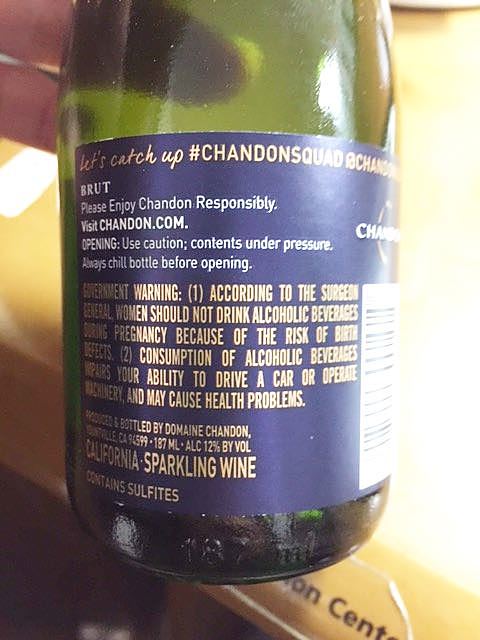 Let's catch up #CHANDONSQUAD @CHANDON
BRUT
Please Enjoy Chandon Responsibly.
Visit CHANDON.COM.
OPENING: Use caution; contents under pressure.
Always chill bottle before opening.
CHANDON
GOVERNMENT WARNING: (1) ACCORDING TO THE SURGEON
GENERAL, WOMEN SHOULD NOT DRINK ALCOHOLIC BEVERAGES
DURING PREGNANCY BECAUSE OF THE RISK OF BIRTH
DEFECTS. (2) CONSUMPTION OF ALCOHOLIC BEVERAGES
IMPAIRS YOUR ABILITY TO DRIVE A CAR OR OPERATE
MACHINERY, AND MAY CAUSE HEALTH PROBLEMS.
PRODUCED & BOTTLED BY DOMAINE CHANDON,
YOUNTVILLE, CA 94599 • 187 ML • ALC 12% BY VOL
CALIFORNIA • SPARKLING WINE
CONTAINS SULFITES
187 ml
on Cente